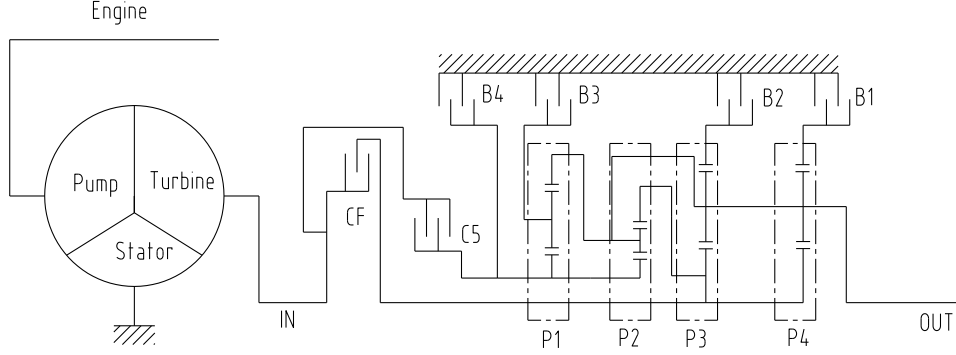 Engine
B4
B3
B2
B1
Pump
Turbine
Stator
CF
C5
IN
OUT
P1
P2
P3
P4